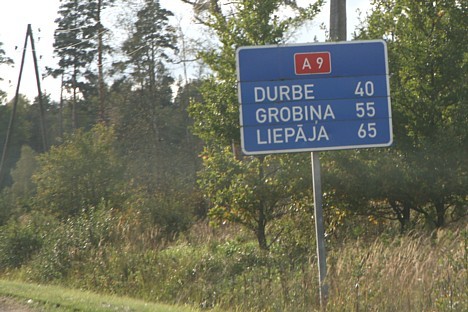 A 9
DURBE 40
GROBIŅA 55
LIEPĀJA 65